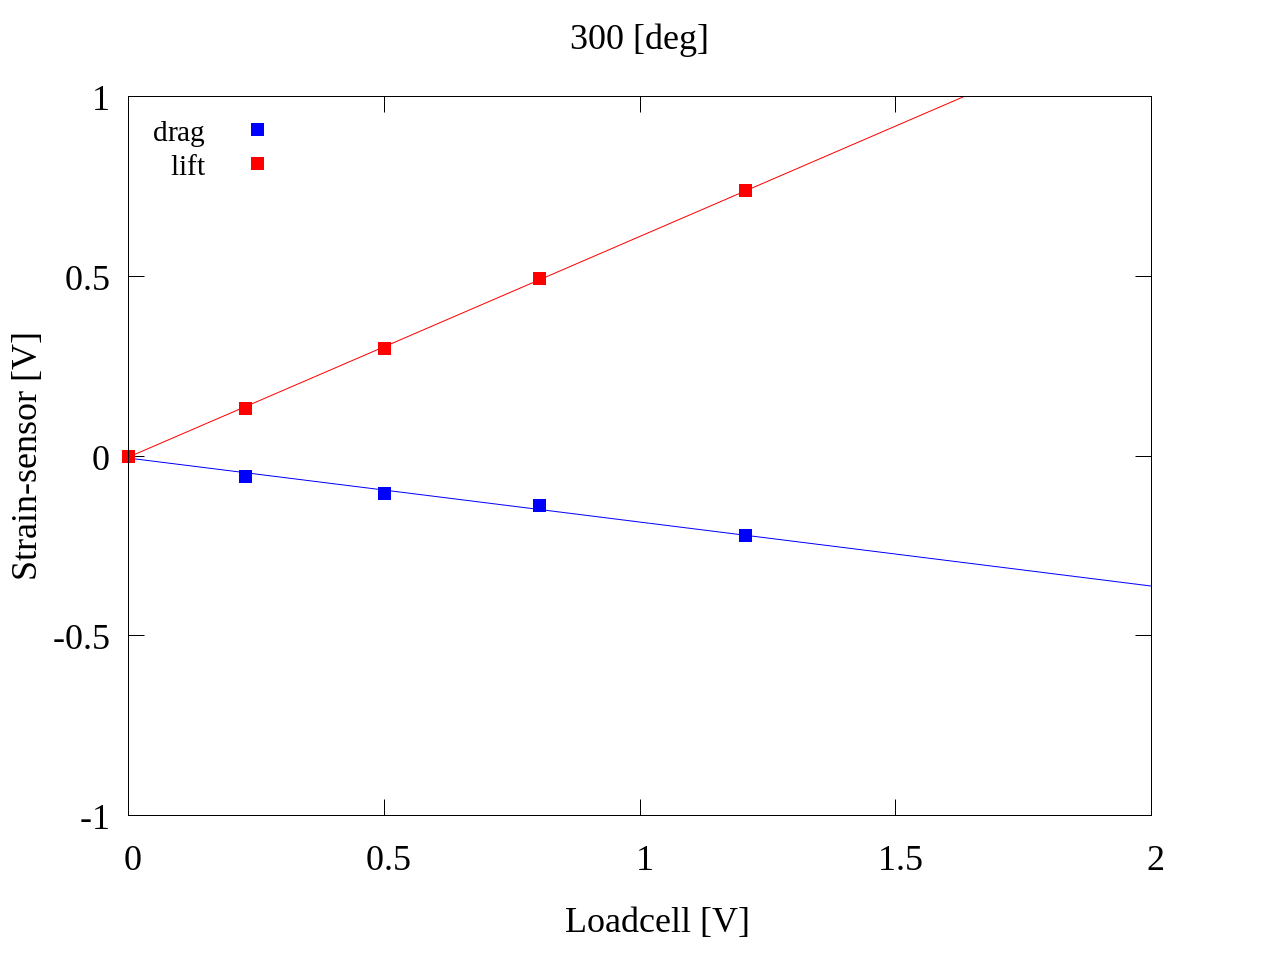 300 [deg]
1
0.5
0
-0.5
-1
drag
lift
Strain-sensor [V]
0 0.5 1 1.5 2
Loadcell [V]